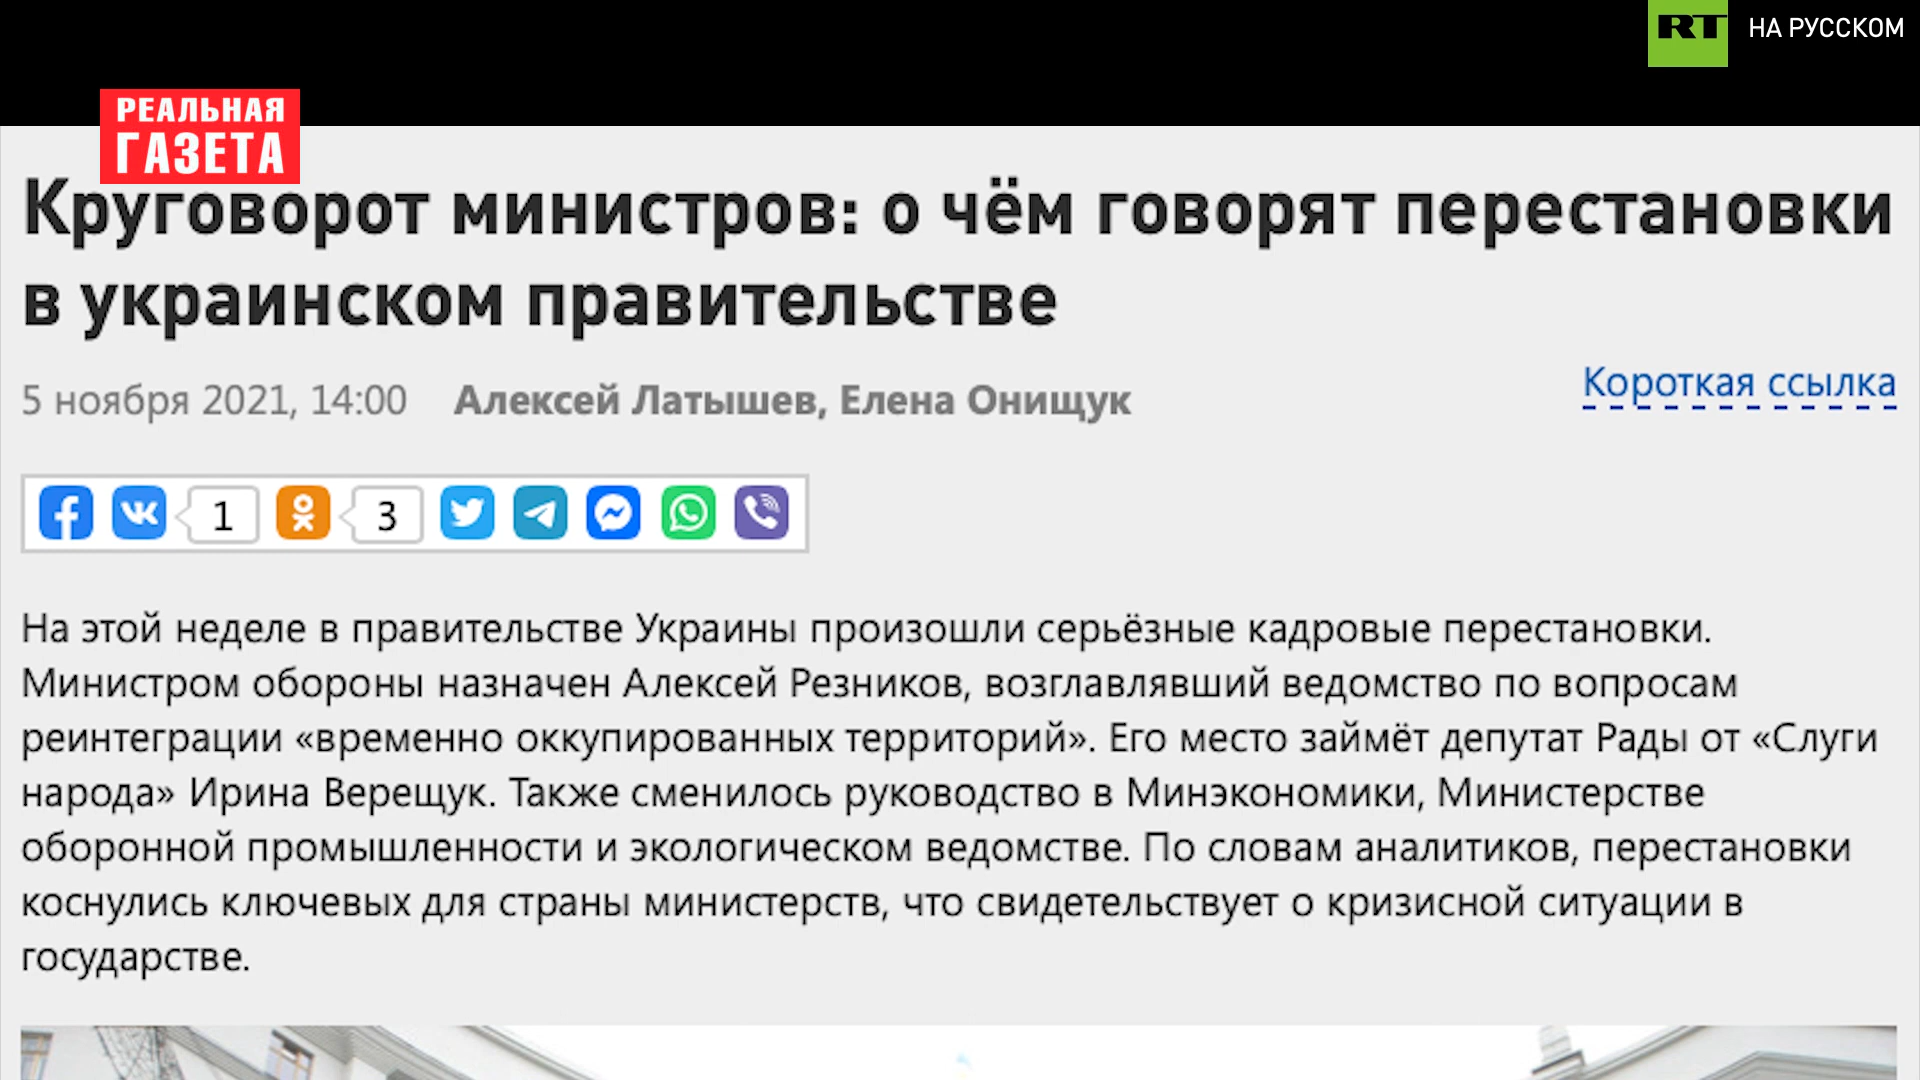 RT НА РУССКОМ
РЕАЛЬНАЯ
ГАЗЕТА
Круговорот министров: о чём говорят перестановки
в украинском правительстве
5 ноября 2021, 14:00 Алексей Латышев, Елена Онищук
Короткая ссылка
1 3
На этой неделе в правительстве Украины произошли серьёзные кадровые перестановки.
Министром обороны назначен Алексей Резников, возглавлявший ведомство по вопросам
реинтеграции «временно оккупированных территорий». Его место займёт депутат Рады от «Слуги
народа» Ирина Верещук. Также сменилось руководство в Минэкономики, Министерстве
оборонной промышленности и экологическом ведомстве. По словам аналитиков, перестановки
коснулись ключевых для страны министерств, что свидетельствует о кризисной ситуации в
государстве.